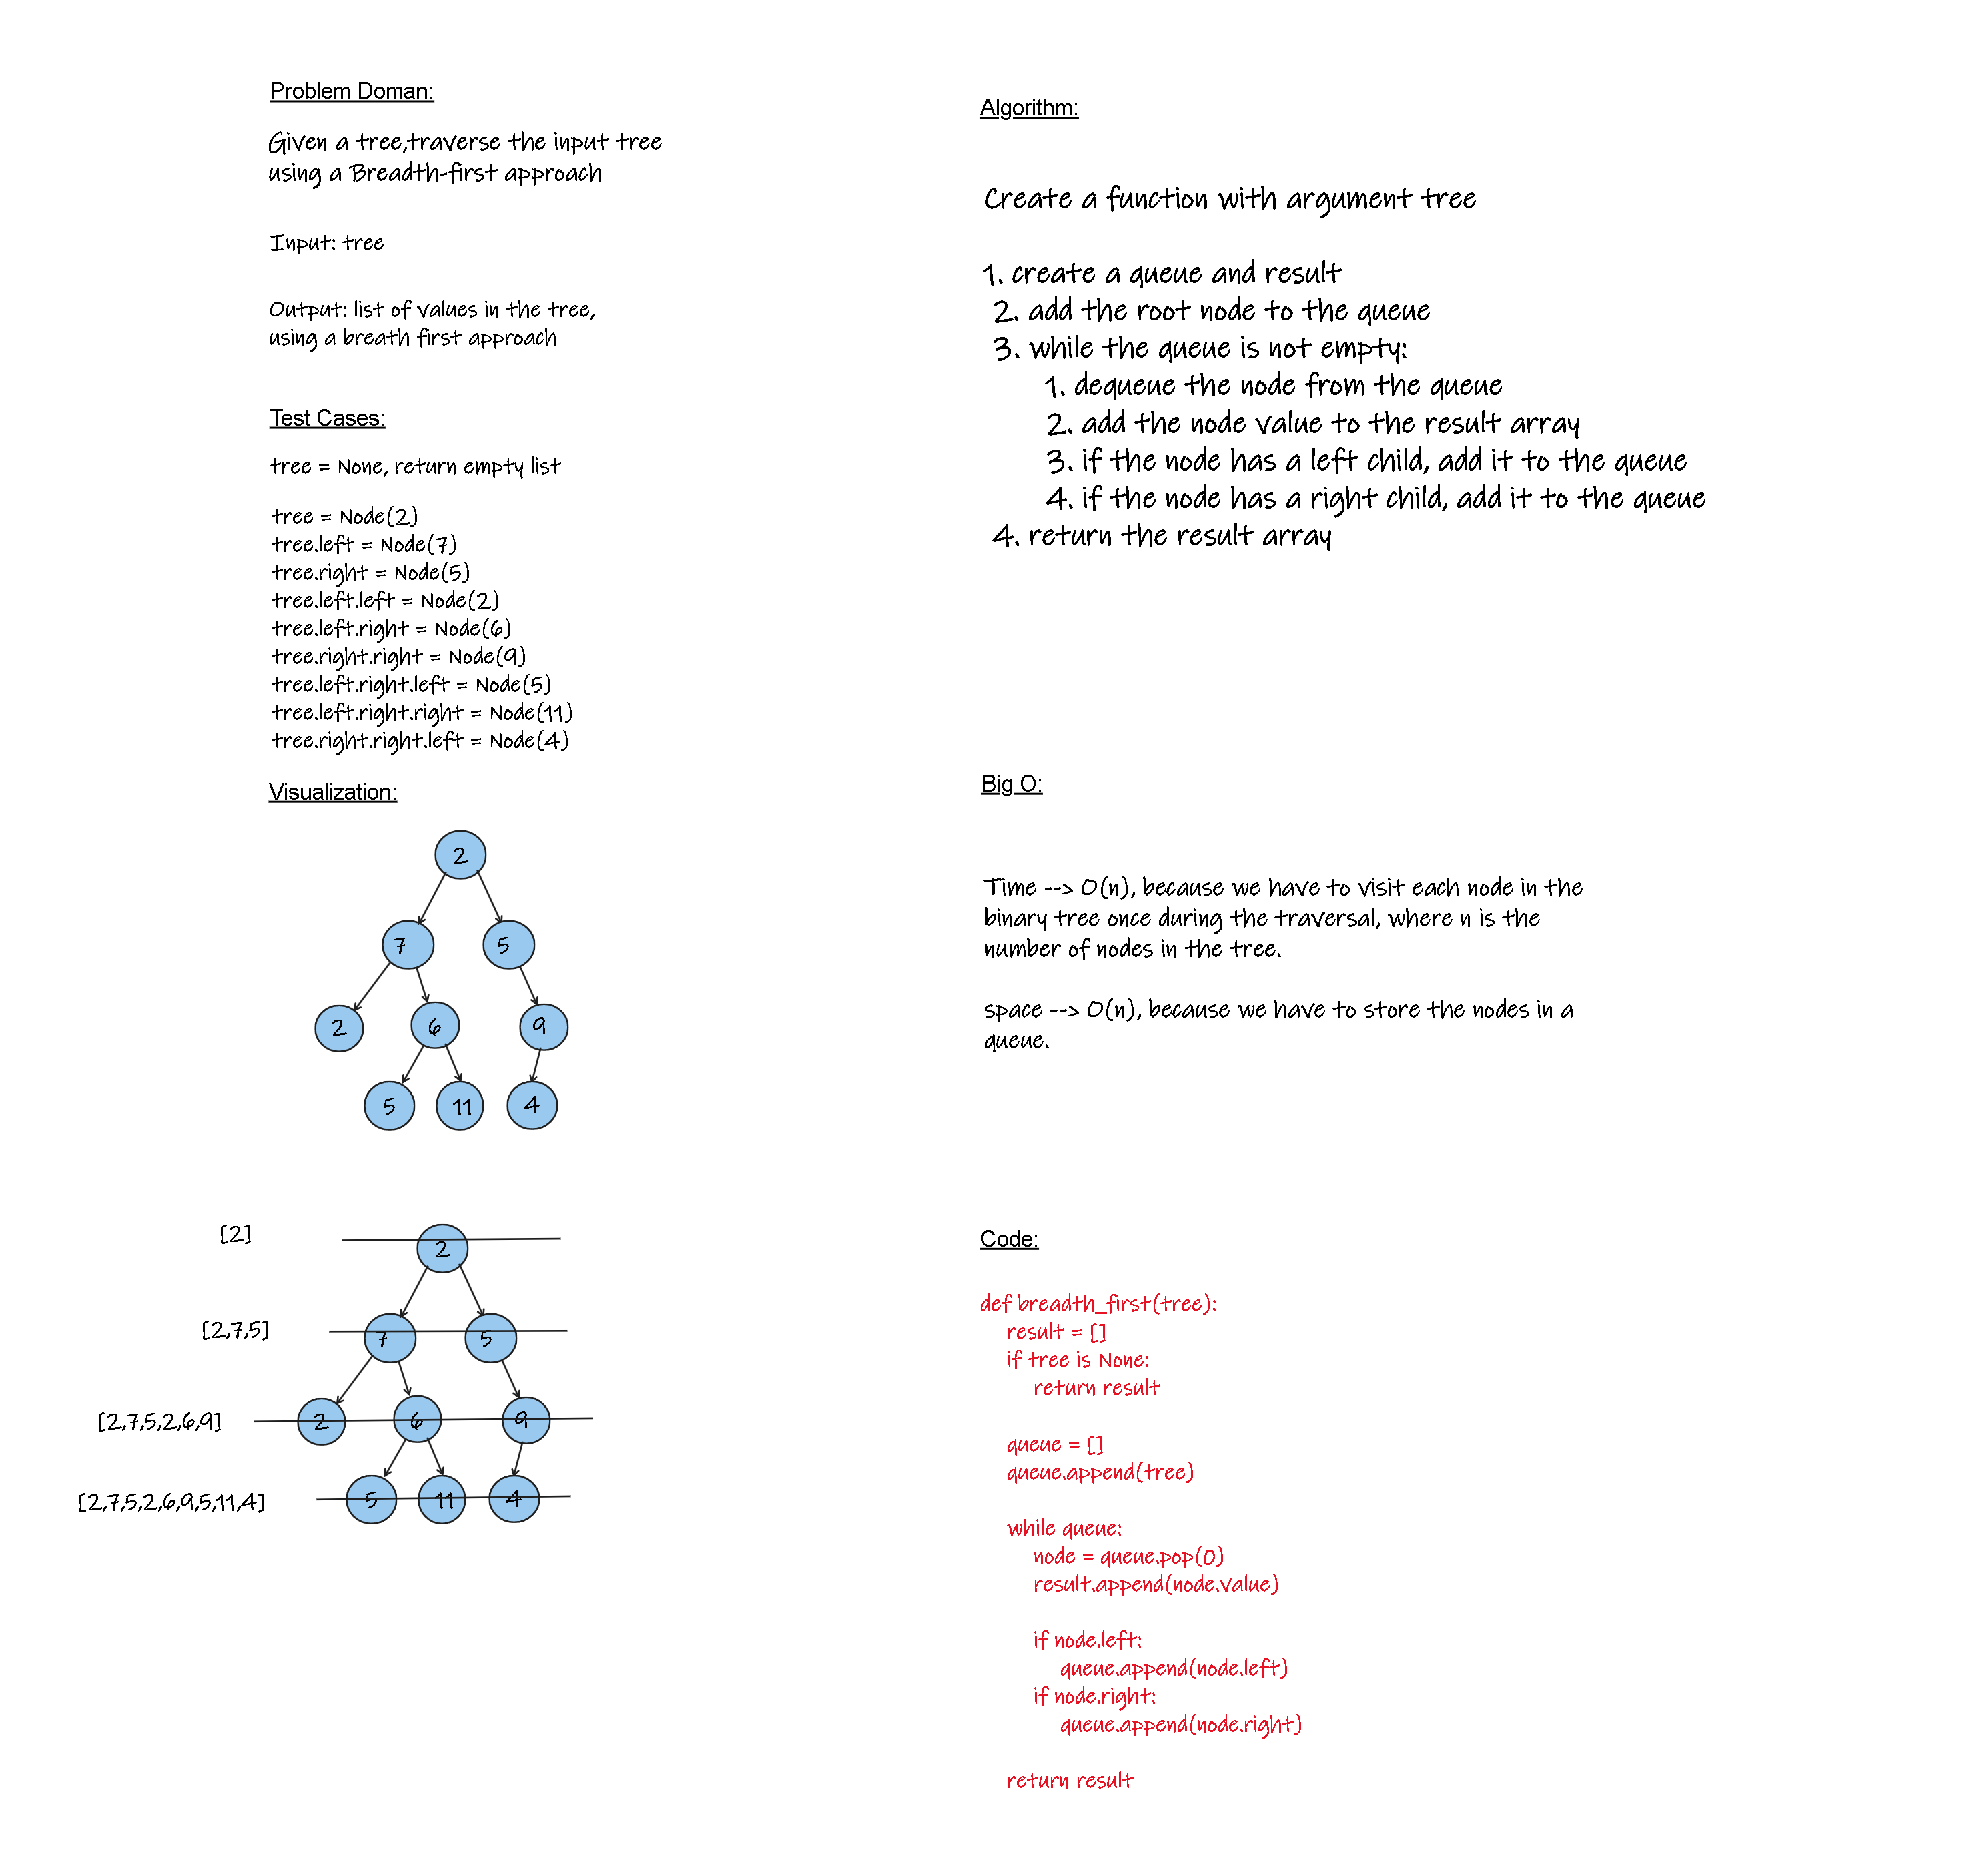 Problem Doman:
Given a tree,traverse the input tree
using a Breadth-first approach
Input: tree
Output: list of values in the tree,
using a breath first approach
Test Cases:
tree = None, return empty list
tree = Node(2)
tree.left = Node(7)
tree.right = Node(5)
tree.left.left = Node(2)
tree.left.right = Node(6)
tree.right.right = Node(9)
tree.left.right.left = Node(5)
tree.left.right.right = Node(11)
tree.right.right.left = Node(4)
Visualization:
2
7 5
2 6 9
5 11 4
[2] 2
[2,7,5] 7 5
[2,7,5,2,6,9] 2 6 9
[2,7,5,2,6,9,5,11,4] 5 11 4
Algorithm:
Create a function with argument tree
1. create a queue and result
2. add the root node to the queue
3. while the queue is not empty:
1. dequeue the node from the queue
2. add the node value to the result array
3. if the node has a left child, add it to the queue
4. if the node has a right child, add it to the queue
4. return the result array
Big O:
Time --> O(n), because we have to visit each node in the
binary tree once during the traversal, where n is the
number of nodes in the tree.
space --> O(n), because we have to store the nodes in a
queue.
Code:
def breadth_first(tree):
result = []
if tree is None:
return result
queue = []
queue.append(tree)
while queue:
node = queue.pop(0)
result.append(node.value)
if node.left:
queue.append(node.left)
if node.right:
queue.append(node.right)
return result